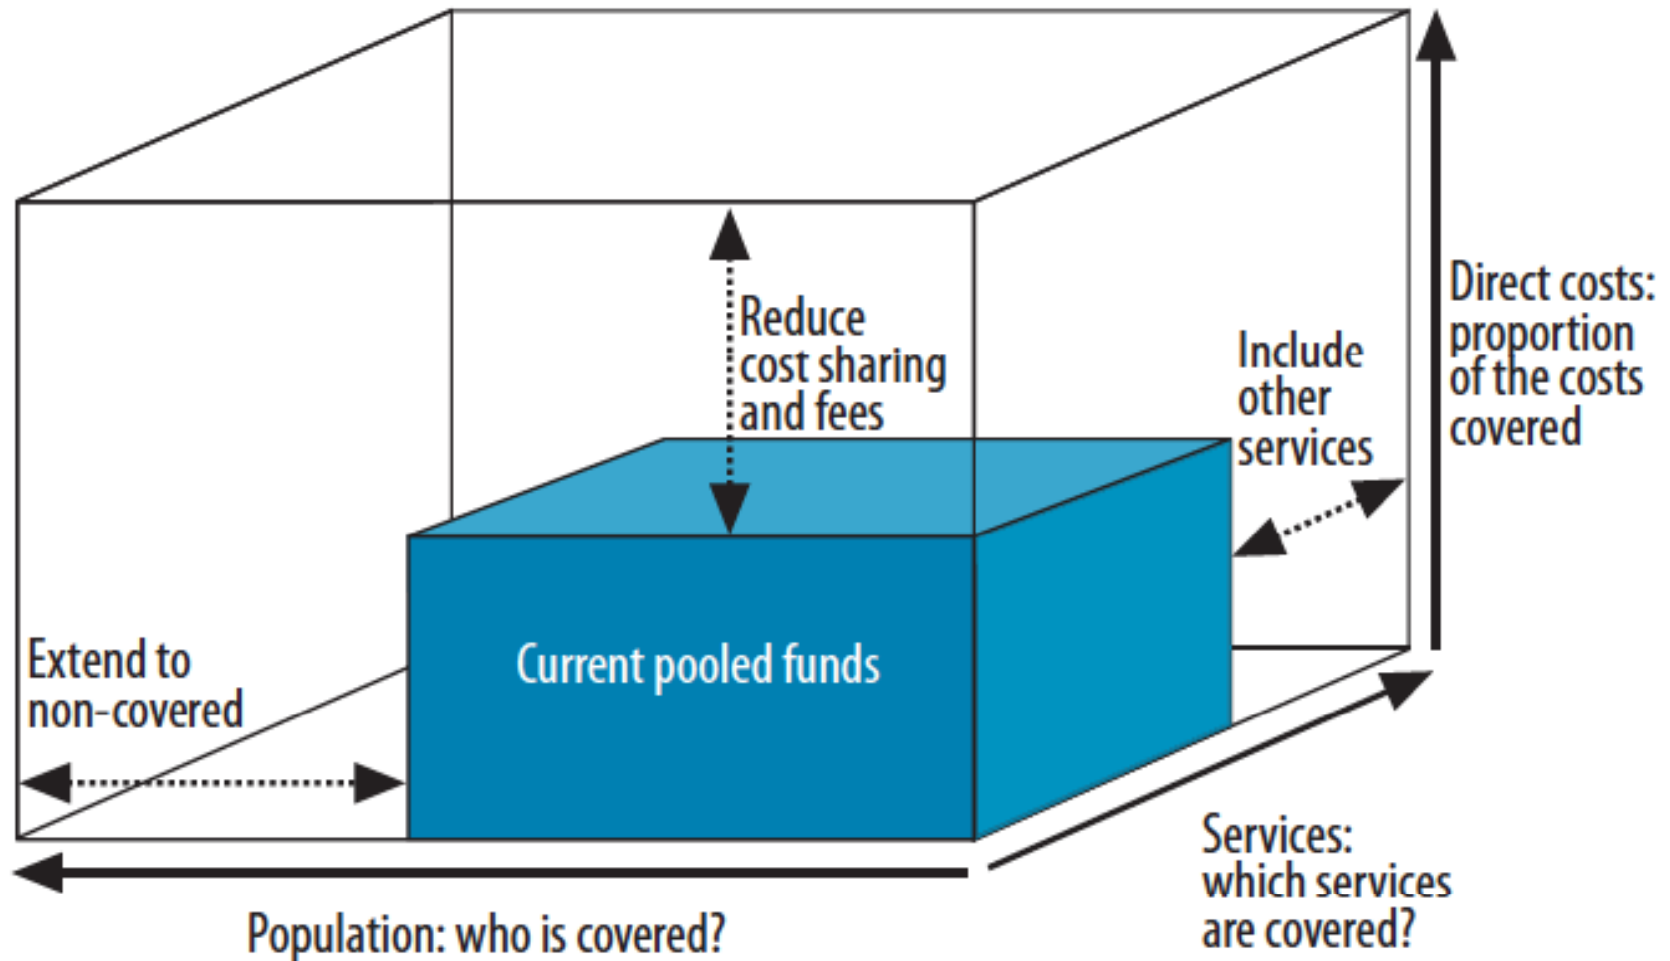 Reduce
cost sharing
and fees
Include
other
services
Direct costs:
proportion
of the costs
covered
Extend to
non-covered
Current pooled funds
Services:
which services
are covered?
Population: who is covered?